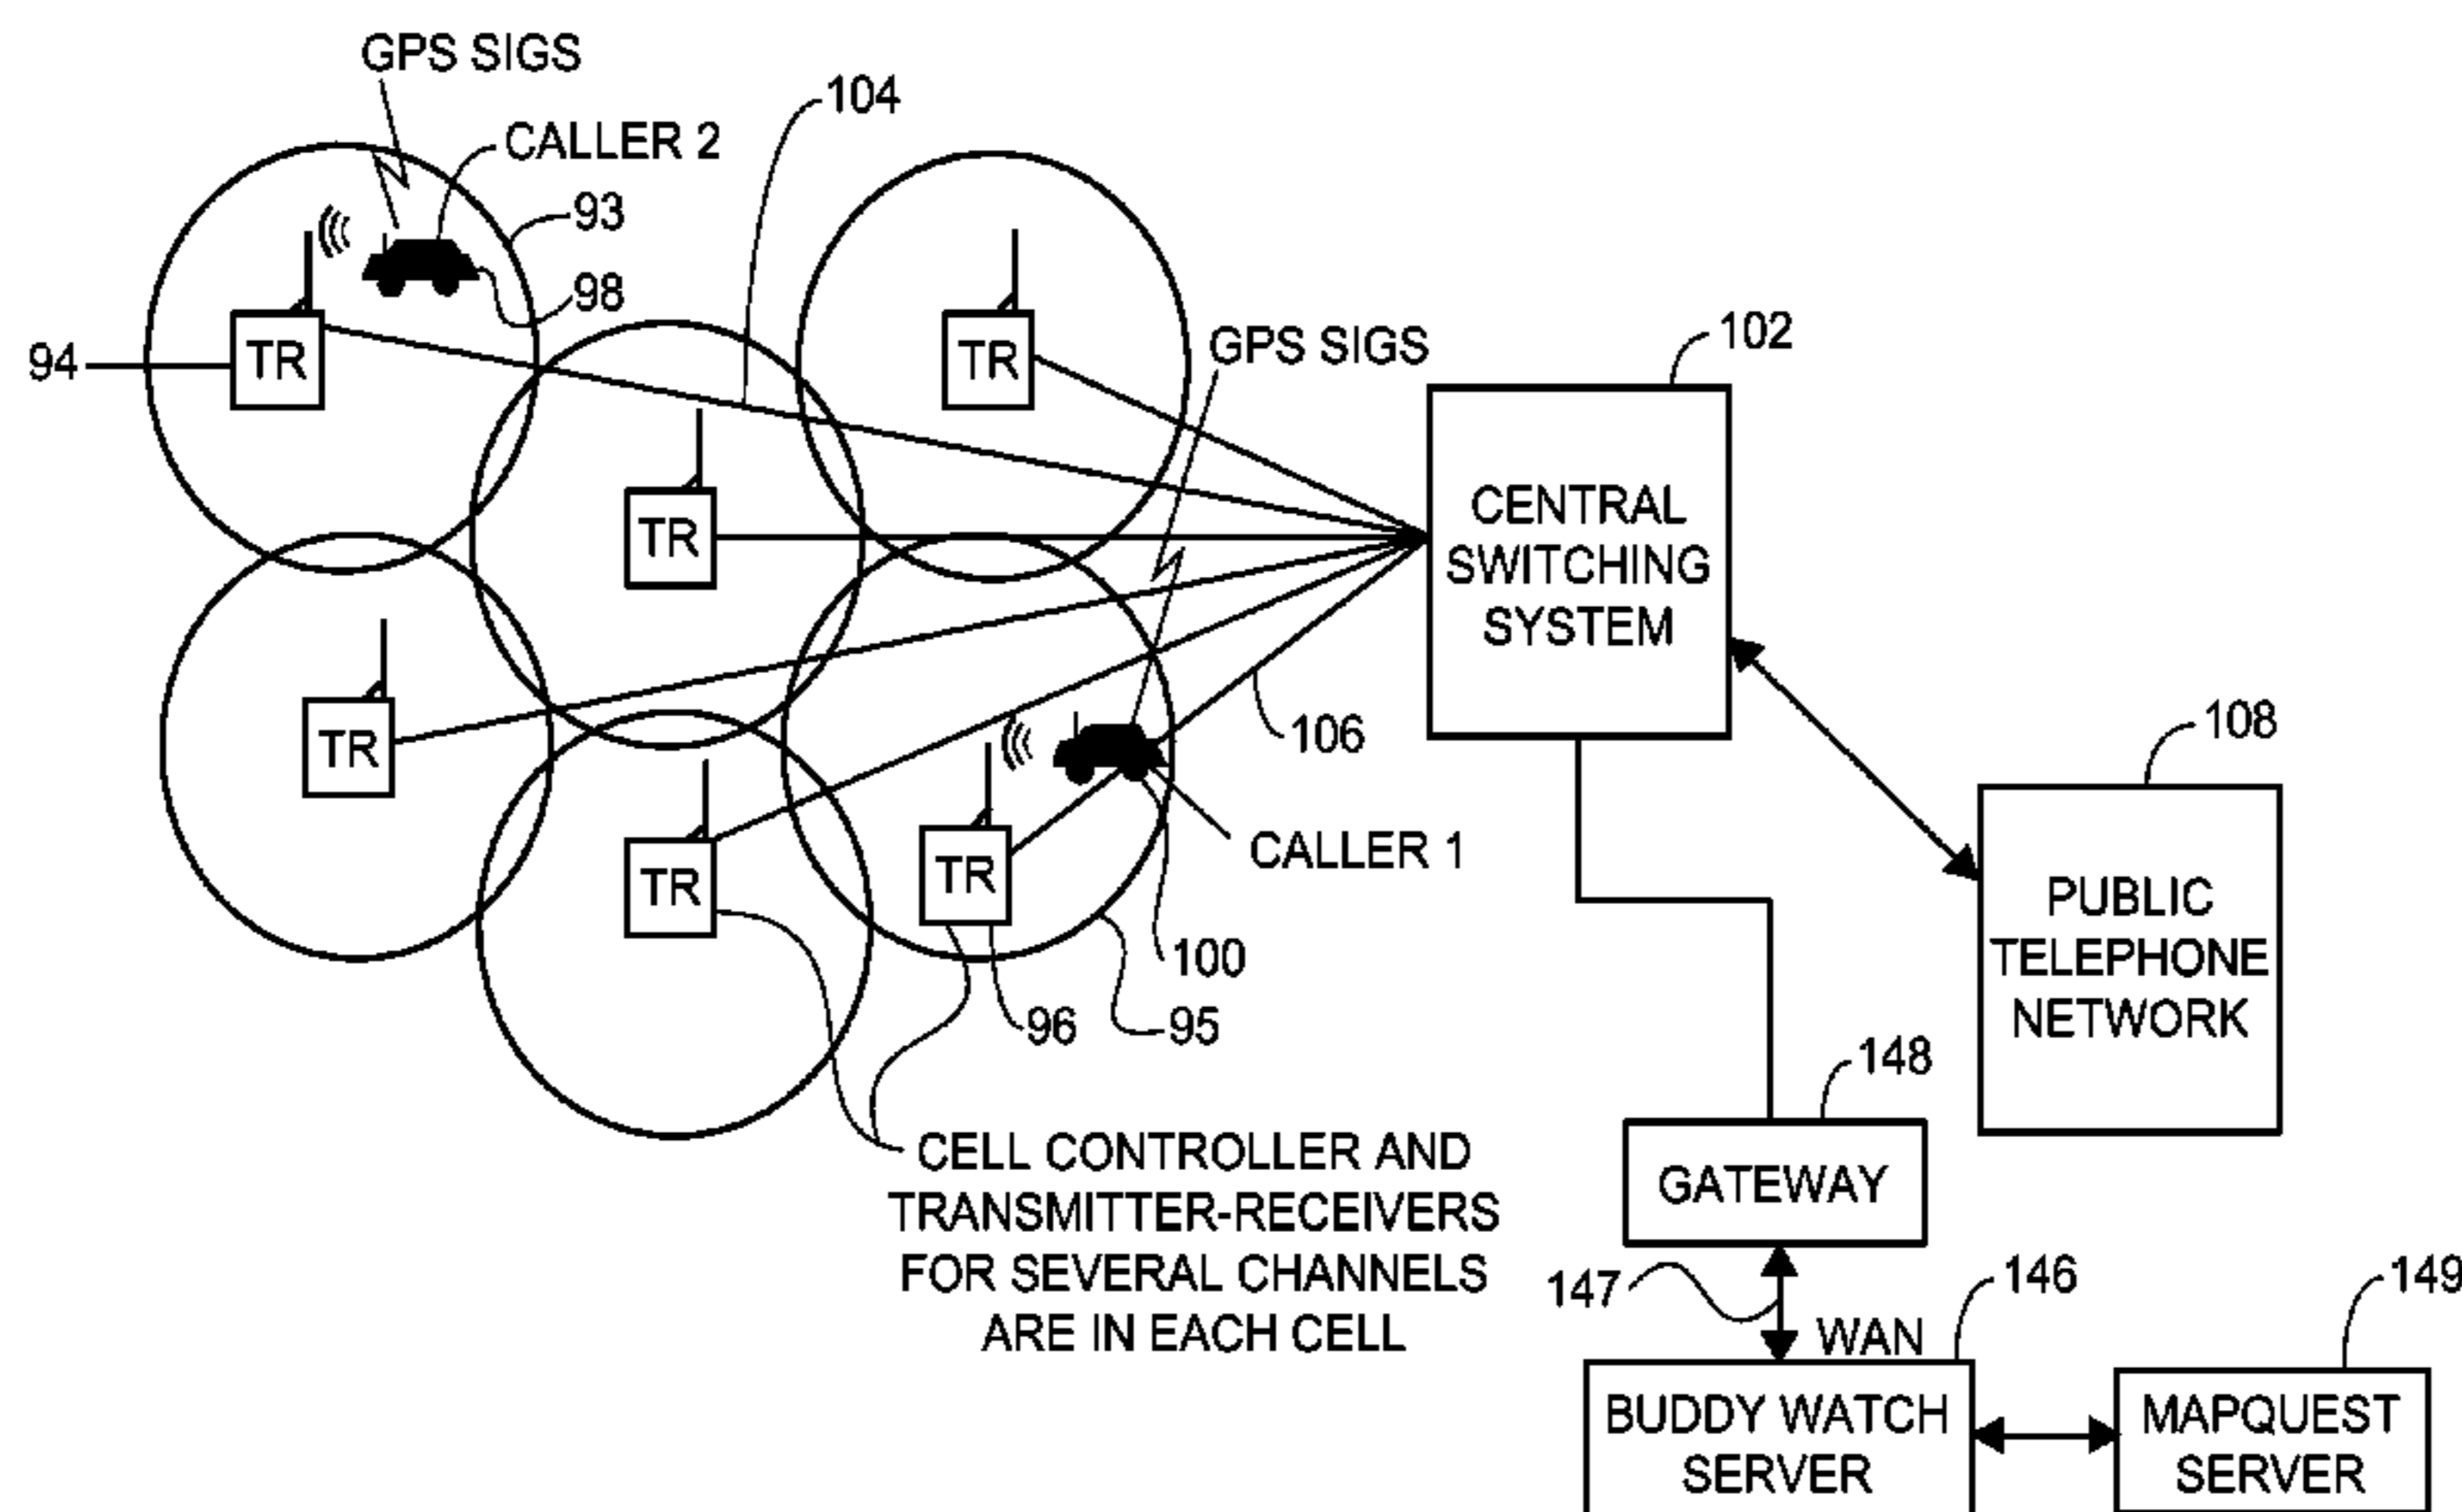 GPS SIGS
104
CALLER 2
93
98
94
TR
TR
GPS SIGS
102
TR
CENTRAL
SWITCHING
SYSTEM
TR
106
108
TR
TR
CALLER 1
100
96
95
PUBLIC
TELEPHONE
NETWORK
CELL CONTROLLER AND
TRANSMITTER-RECEIVERS
FOR SEVERAL CHANNELS
ARE IN EACH CELL
148
GATEWAY
147
WAN
146
149
BUDDY WATCH
SERVER
MAPQUEST
SERVER